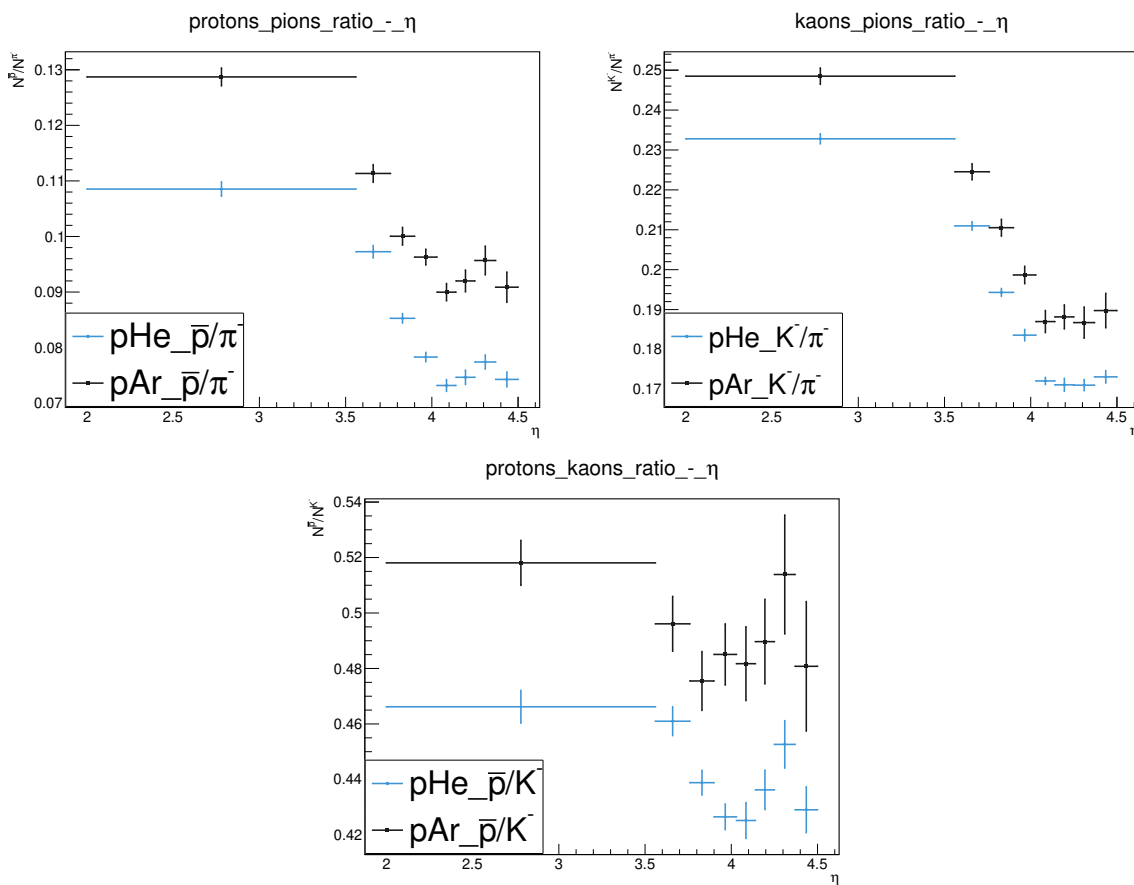 protons_pions_ratio_-_η
N^p̅/N^π⁻
0.13
0.12
0.11
0.1
0.09
0.08
0.07
pHe_p̅/π⁻
pAr_p̅/π⁻
2 2.5 3 3.5 4 4.5
η
kaons_pions_ratio_-_η
N^K⁻/N^π⁻
0.25
0.24
0.23
0.22
0.21
0.2
0.19
0.18
0.17
pHe_K⁻/π⁻
pAr_K⁻/π⁻
2 2.5 3 3.5 4 4.5
η
protons_kaons_ratio_-_η
N^p̅/N^K⁻
0.54
0.52
0.5
0.48
0.46
0.44
0.42
pHe_p̅/K⁻
pAr_p̅/K⁻
2 2.5 3 3.5 4 4.5
η